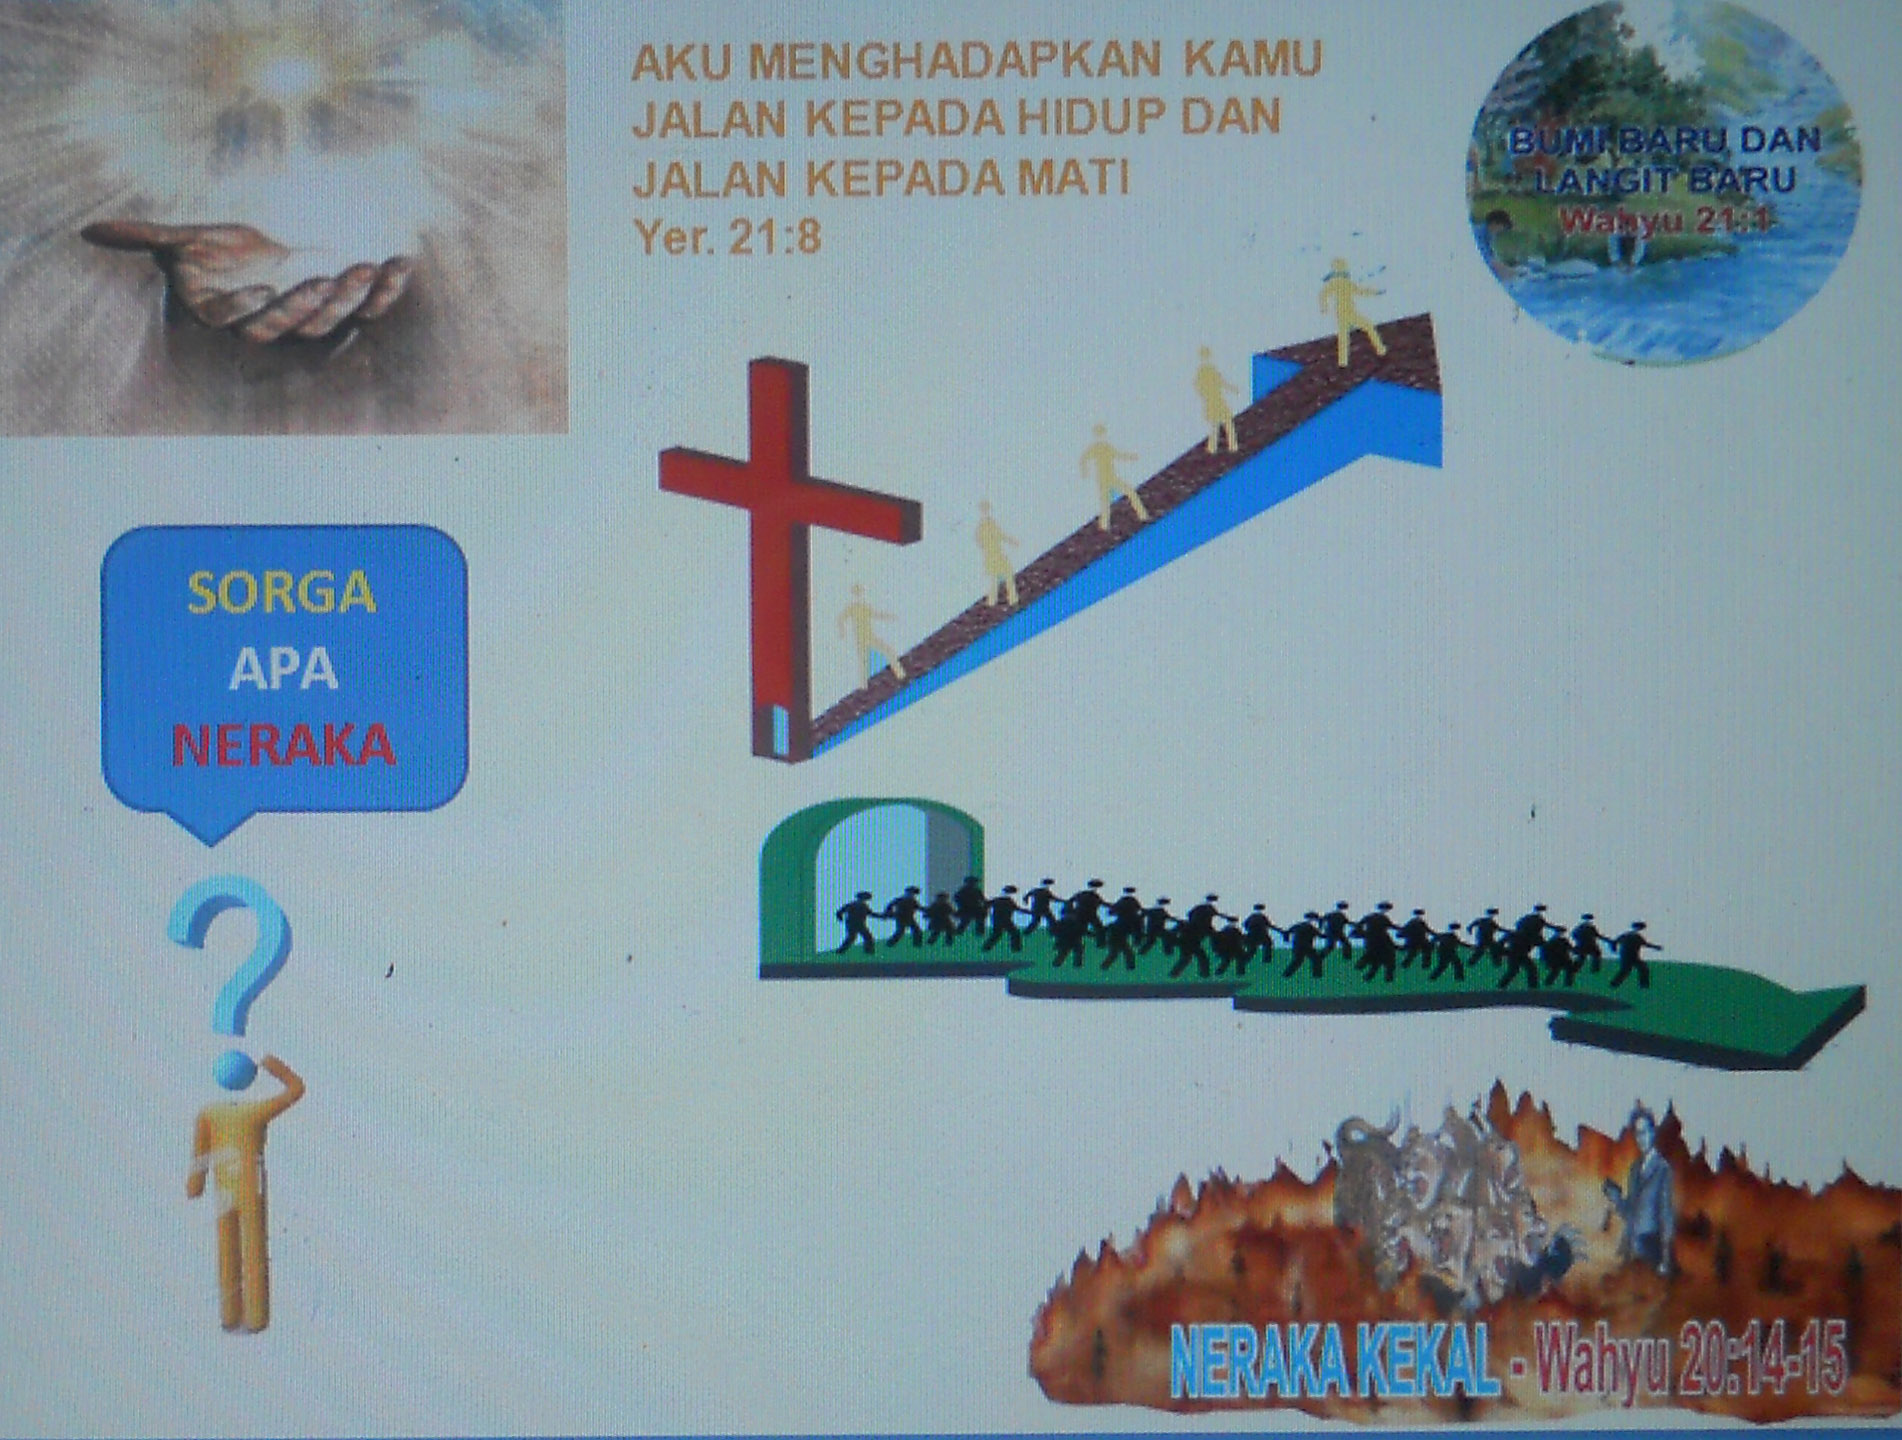 AKU MENGHADAPKAN KAMU
JALAN KEPADA HIDUP DAN
JALAN KEPADA MATI
Yer. 21:8
BUMI BARU DAN
LANGIT BARU
Wahyu 21:1
SORGA
APA
NERAKA
NERAKA KEKAL - Wahyu 20:14-15